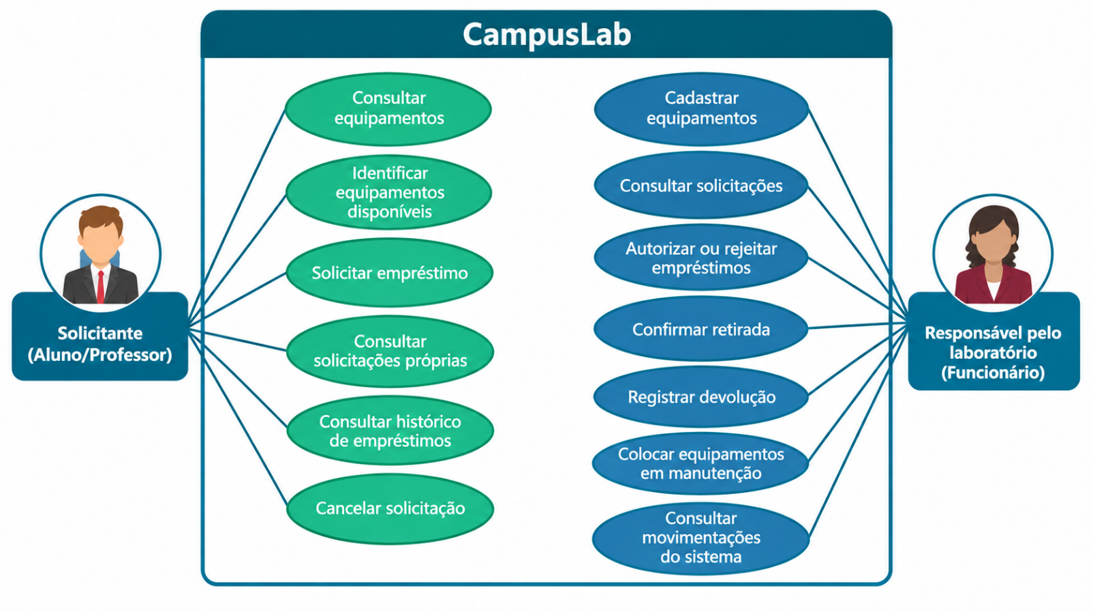 CampusLab
Consultar
equipamentos
Identificar
equipamentos
disponíveis
Solicitar empréstimo
Consultar
solicitações próprias
Consultar histórico
de empréstimos
Cancelar solicitação
Cadastrar
equipamentos
Consultar solicitações
Autorizar ou rejeitar
empréstimos
Confirmar retirada
Registrar devolução
Colocar equipamentos
em manutenção
Consultar
movimentações
do sistema
Solicitante
(Aluno/Professor)
Responsável pelo
laboratório
(Funcionário)